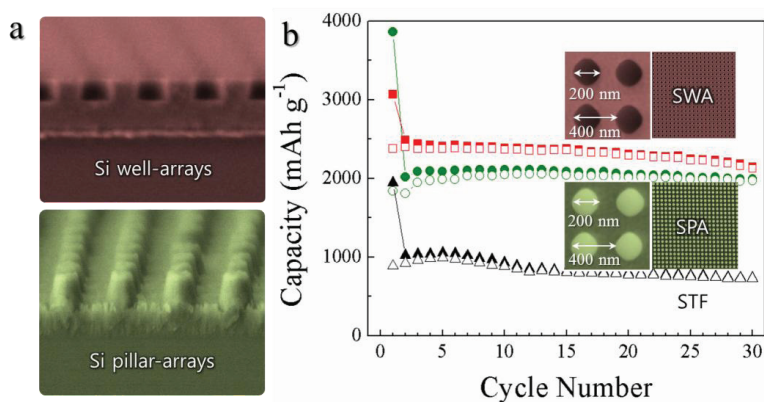 a
Si well-arrays
Si pillar-arrays
b
Capacity (mAh g⁻¹)
4000
3000
2000
1000
0
200 nm
400 nm
SWA
200 nm
400 nm
SPA
STF
0 5 10 15 20 25 30
Cycle Number